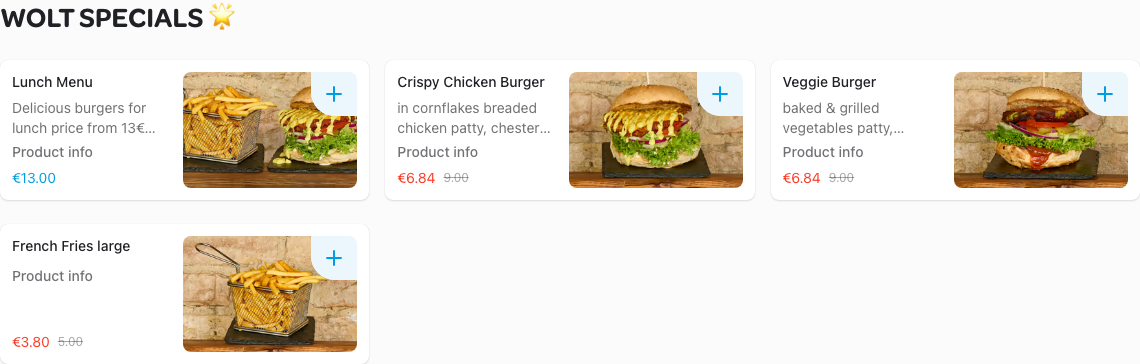 WOLT SPECIALS 🌟
Lunch Menu
Delicious burgers for
lunch price from 13€...
Product info
€13.00
Crispy Chicken Burger
in cornflakes breaded
chicken patty, chester...
Product info
€6.84 9.00
Veggie Burger
baked & grilled
vegetables patty,...
Product info
€6.84 9.00
French Fries large
Product info
€3.80 5.00